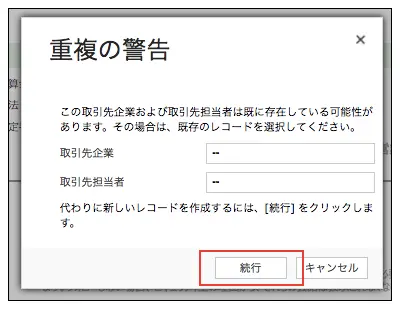 重複の警告
×
算
法
定
この取引先企業および取引先担当者は既に存在している可能性が
あります。その場合は、既存のレコードを選択してください。
取引先企業 --
取引先担当者 --
代わりに新しいレコードを作成するには、[続行] をクリックしま
す。
続行 キャンセル